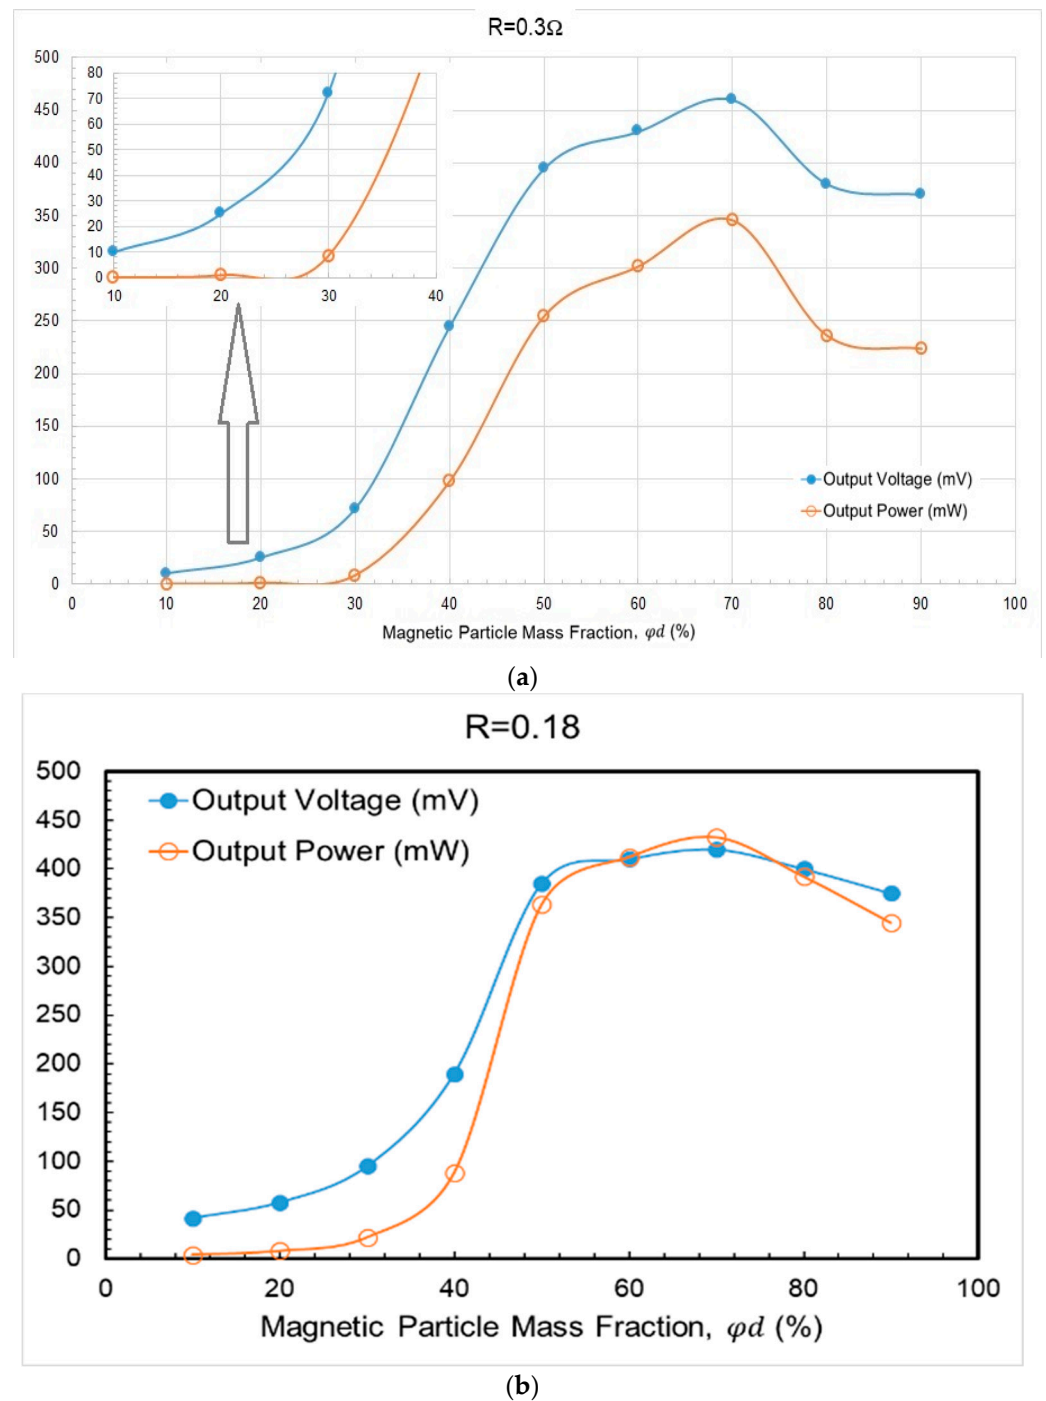 R=0.3Ω
500
450
400
350
300
250
200
150
100
50
0
80
70
60
50
40
30
20
10
0
10 20 30 40
Output Voltage (mV)
Output Power (mW)
0 10 20 30 40 50 60 70 80 90 100
Magnetic Particle Mass Fraction, φd (%)
(a)
R=0.18
500
450
400
350
300
250
200
150
100
50
0
Output Voltage (mV)
Output Power (mW)
0 20 40 60 80 100
Magnetic Particle Mass Fraction, φd (%)
(b)